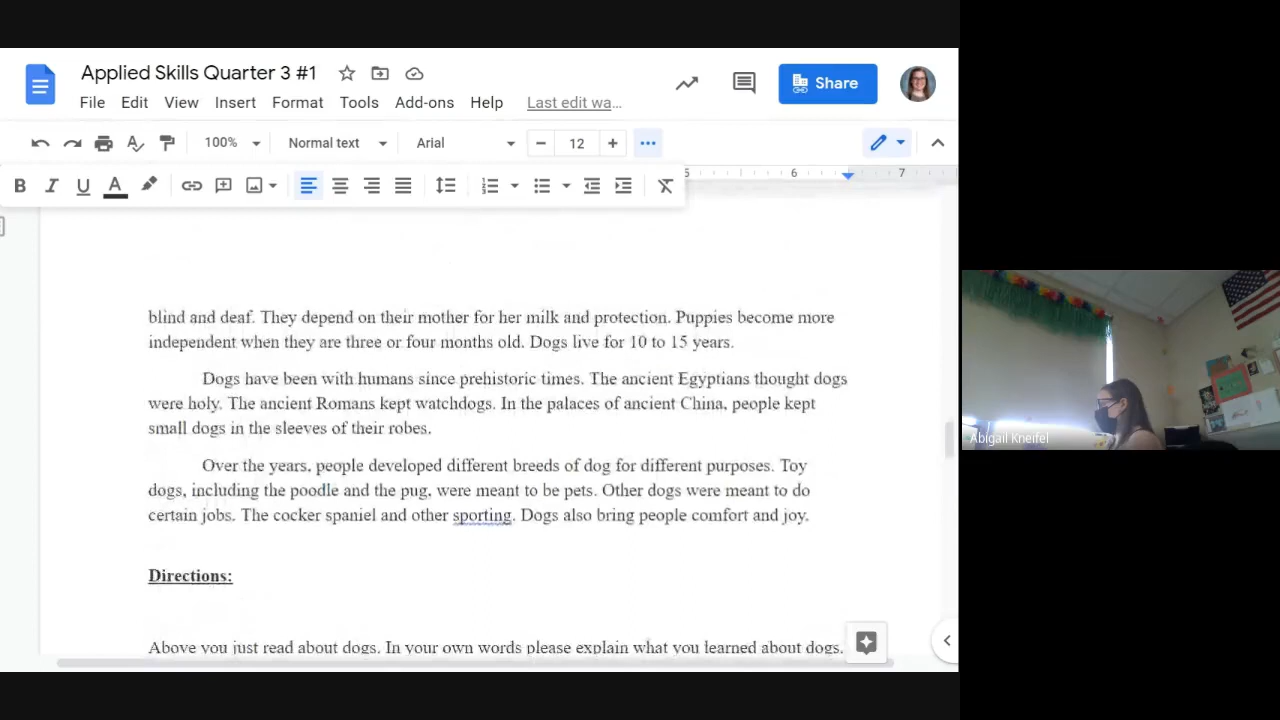 Applied Skills Quarter 3 #1
File Edit View Insert Format Tools Add-ons Help Last edit wa...
Share
100% Normal text Arial 12
B I U A
5 6 7
blind and deaf. They depend on their mother for her milk and protection. Puppies become more
independent when they are three or four months old. Dogs live for 10 to 15 years.
Dogs have been with humans since prehistoric times. The ancient Egyptians thought dogs
were holy. The ancient Romans kept watchdogs. In the palaces of ancient China, people kept
small dogs in the sleeves of their robes.
Over the years, people developed different breeds of dog for different purposes. Toy
dogs, including the poodle and the pug, were meant to be pets. Other dogs were meant to do
certain jobs. The cocker spaniel and other sporting. Dogs also bring people comfort and joy.
Directions:
Above you just read about dogs. In your own words please explain what you learned about dogs.
Abigail Kneifel